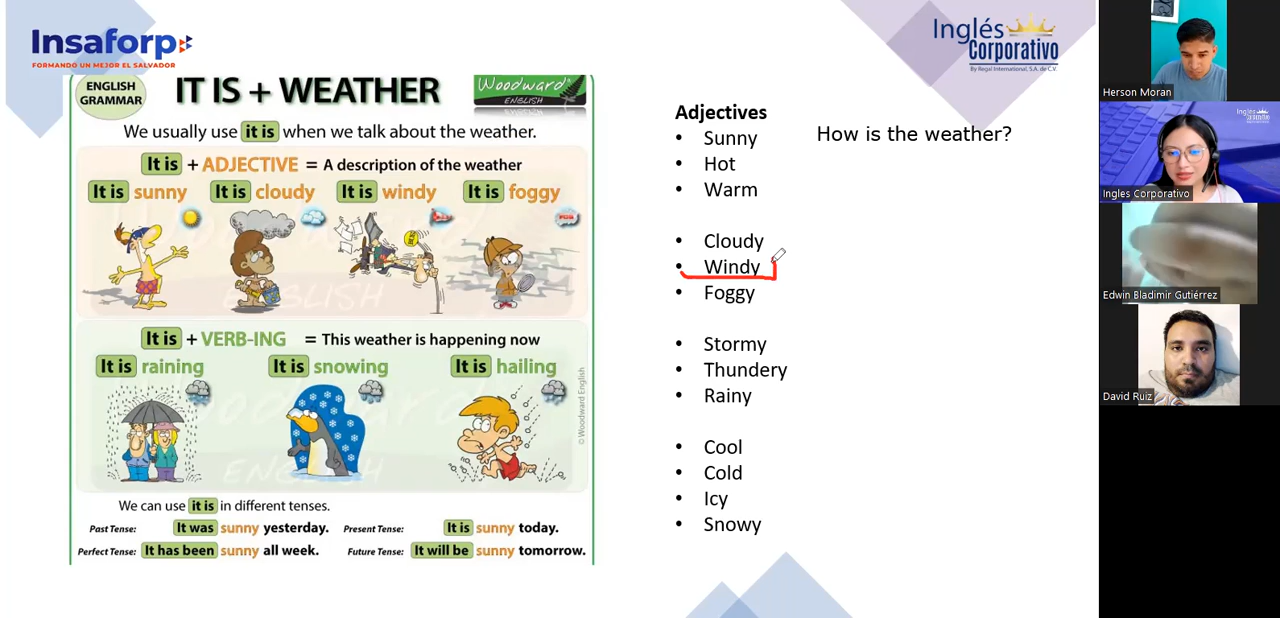 Insaforp
FORMANDO UN MEJOR EL SALVADOR
Inglés
Corporativo
By Regal International, S.A. de C.V.
ENGLISH
GRAMMAR
IT IS + WEATHER
Woodward
ENGLISH
We usually use it is when we talk about the weather.
It is + ADJECTIVE = A description of the weather
It is sunny It is cloudy It is windy It is foggy
It is + VERB-ING = This weather is happening now
It is raining It is snowing It is hailing
© Woodward English
We can use it is in different tenses.
Past Tense: It was sunny yesterday. Present Tense: It is sunny today.
Perfect Tense: It has been sunny all week. Future Tense: It will be sunny tomorrow.
Adjectives
• Sunny
• Hot
• Warm
• Cloudy
• Windy
• Foggy
• Stormy
• Thundery
• Rainy
• Cool
• Cold
• Icy
• Snowy
How is the weather?
Herson Moran
Ingles Corporativo
Edwin Bladimir Gutiérrez
David Ruiz